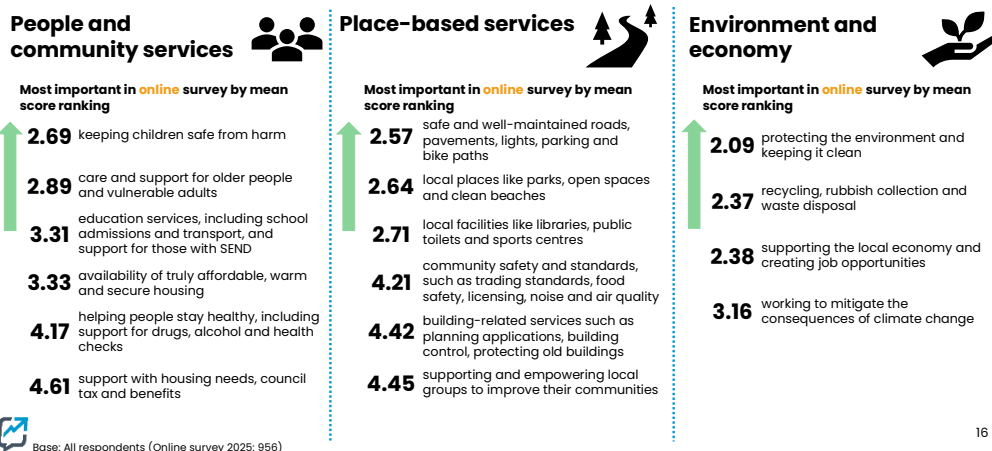 People and
community services
Most important in online survey by mean
score ranking
2.69 keeping children safe from harm
2.89 care and support for older people
and vulnerable adults
3.31 education services, including school
admissions and transport, and
support for those with SEND
3.33 availability of truly affordable, warm
and secure housing
4.17 helping people stay healthy, including
support for drugs, alcohol and health
checks
4.61 support with housing needs, council
tax and benefits
Place-based services
Most important in online survey by mean
score ranking
2.57 safe and well-maintained roads,
pavements, lights, parking and
bike paths
2.64 local places like parks, open spaces
and clean beaches
2.71 local facilities like libraries, public
toilets and sports centres
4.21 community safety and standards,
such as trading standards, food
safety, licensing, noise and air quality
4.42 building-related services such as
planning applications, building
control, protecting old buildings
4.45 supporting and empowering local
groups to improve their communities
Environment and
economy
Most important in online survey by mean
score ranking
2.09 protecting the environment and
keeping it clean
2.37 recycling, rubbish collection and
waste disposal
2.38 supporting the local economy and
creating job opportunities
3.16 working to mitigate the
consequences of climate change
Base: All respondents (Online survey 2025: 956)
16